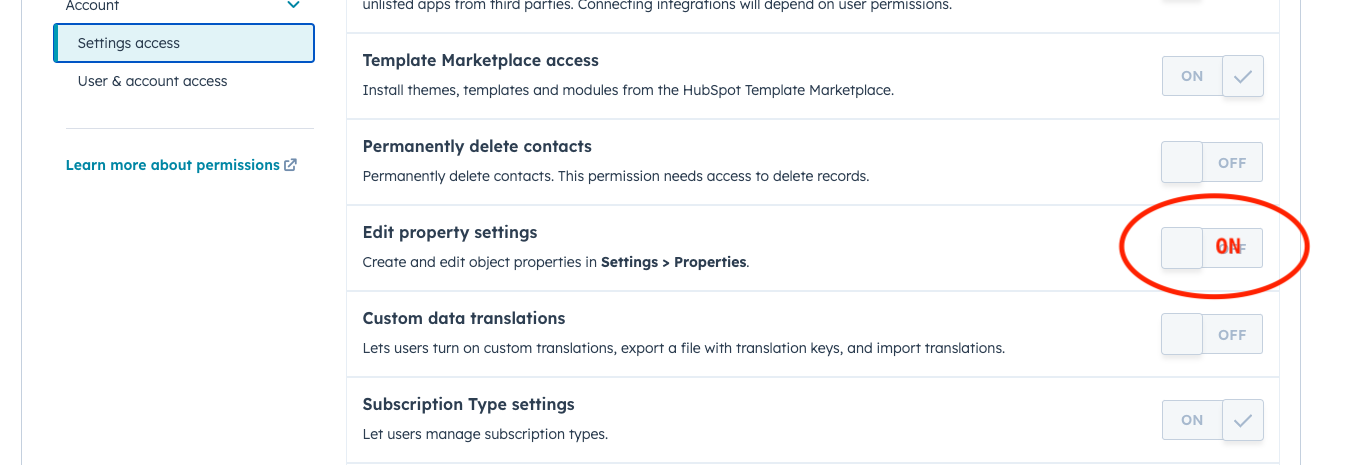 Account
unlisted apps from third parties. Connecting integrations will depend on user permissions.
Settings access
User & account access
Learn more about permissions
Template Marketplace access
ON
Install themes, templates and modules from the HubSpot Template Marketplace.
Permanently delete contacts
OFF
Permanently delete contacts. This permission needs access to delete records.
Edit property settings
ON
Create and edit object properties in Settings > Properties.
Custom data translations
OFF
Lets users turn on custom translations, export a file with translation keys, and import translations.
Subscription Type settings
ON
Let users manage subscription types.